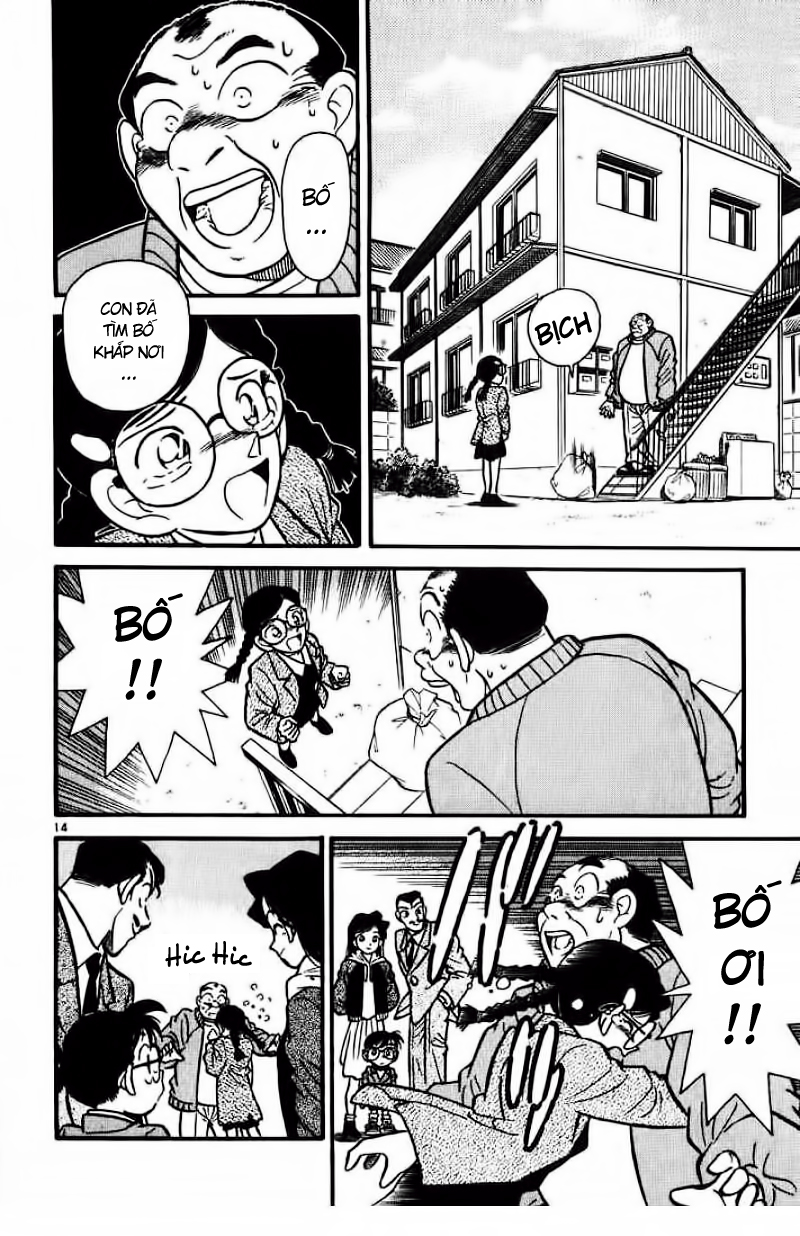 BỊCH
BỐ
...
CON ĐÃ
TÌM BỐ
KHẮP NƠI
...
BỐ
!!
14
BỐ
ƠI
!!
Hic Hic